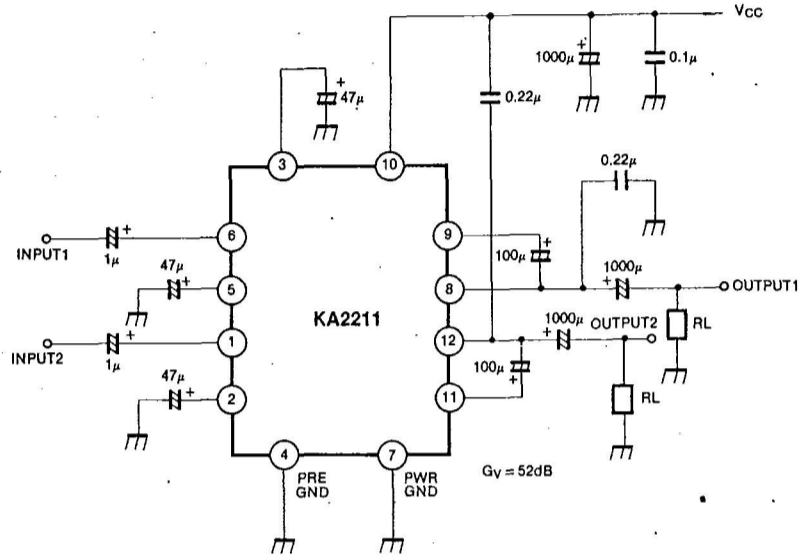 VCC
1000μ
+
0.1μ
+
47μ
0.22μ
3
10
0.22μ
6
9
+
INPUT1
1μ
100μ
+
47μ
+
5
8
1000μ
+
OUTPUT1
KA2211
1000μ
+
OUTPUT2
RL
1
12
+
INPUT2
1μ
47μ
+
2
100μ
+
11
RL
4
PRE
GND
7
PWR
GND
GV = 52dB